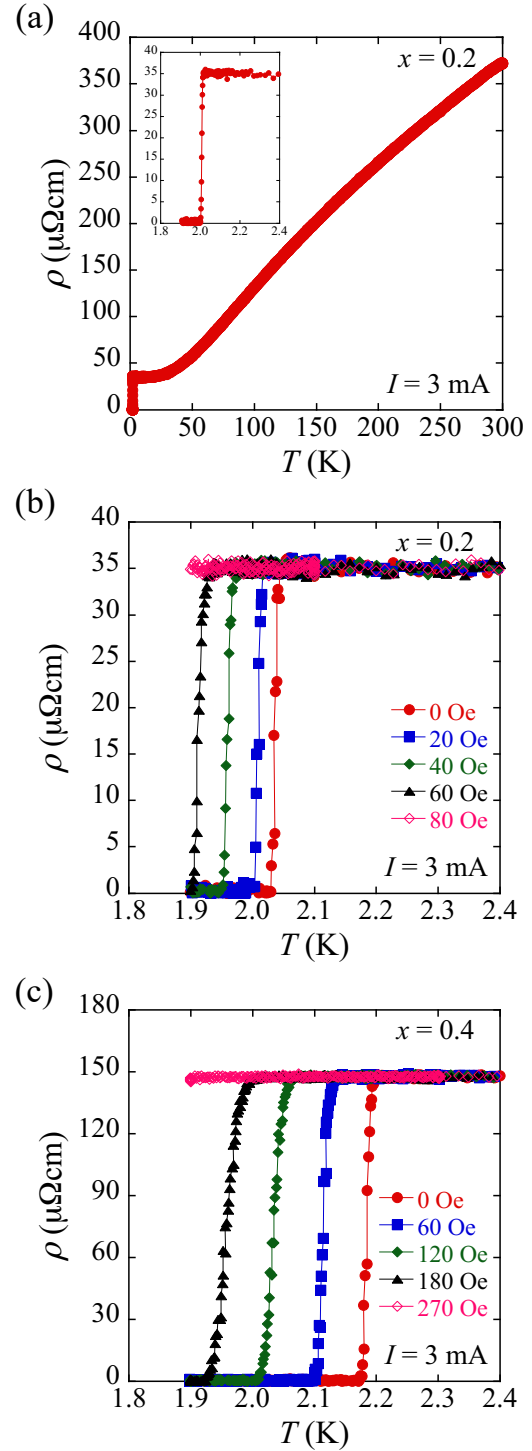 (a)
400
350
300
250
200
150
100
50
0
ρ (μΩcm)
x = 0.2
40
35
30
25
20
15
10
5
0
1.8 2.0 2.2 2.4
I = 3 mA
0 50 100 150 200 250 300
T (K)
(b)
40
35
30
25
20
15
10
5
0
ρ (μΩcm)
x = 0.2
0 Oe
20 Oe
40 Oe
60 Oe
80 Oe
I = 3 mA
1.8 1.9 2.0 2.1 2.2 2.3 2.4
T (K)
(c)
180
150
120
90
60
30
0
ρ (μΩcm)
x = 0.4
0 Oe
60 Oe
120 Oe
180 Oe
270 Oe
I = 3 mA
1.8 1.9 2.0 2.1 2.2 2.3 2.4
T (K)